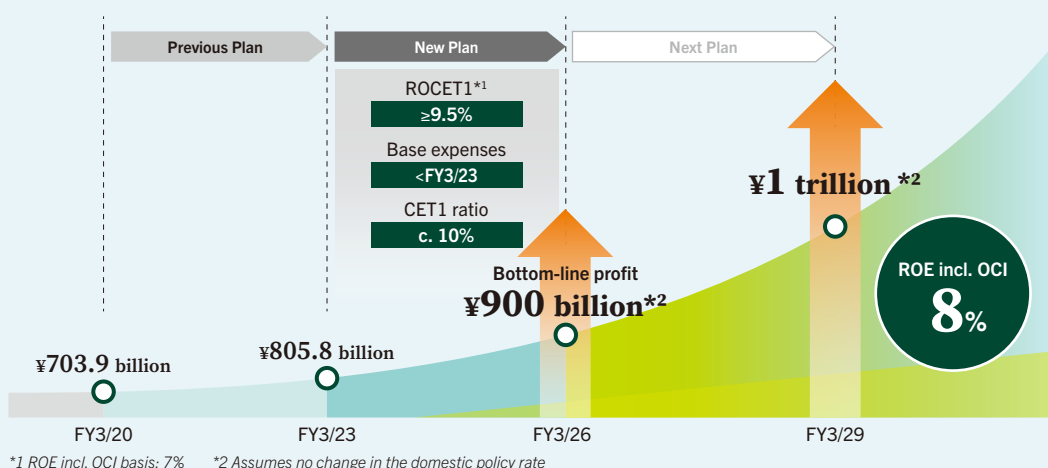 Previous Plan
New Plan
Next Plan
ROCET1*1
≥9.5%
Base expenses
<FY3/23
CET1 ratio
c. 10%
¥1 trillion *2
Bottom-line profit
¥900 billion*2
ROE incl. OCI
8%
¥703.9 billion
¥805.8 billion
FY3/20
FY3/23
FY3/26
FY3/29
*1 ROE incl. OCI basis: 7%
*2 Assumes no change in the domestic policy rate